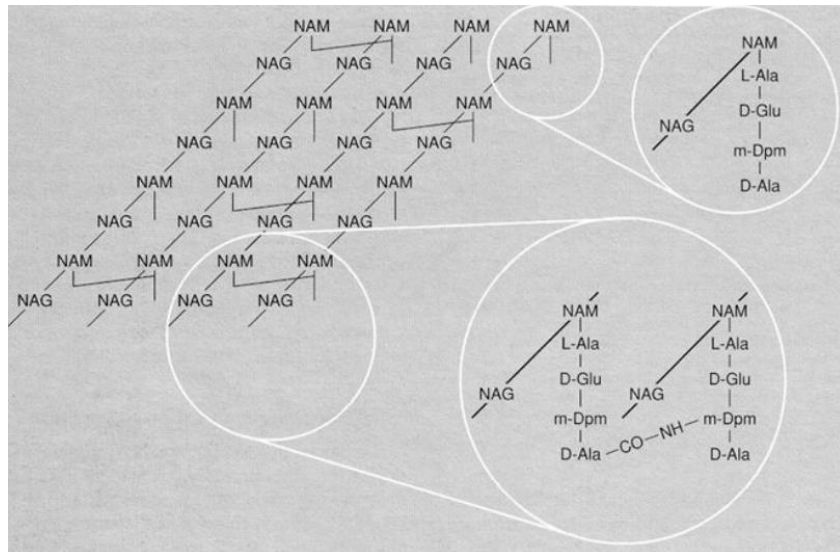 NAM NAM NAM NAM
NAG NAG NAG NAG
NAM NAM NAM NAM
NAG NAG NAG NAG
NAM NAM NAM NAM
NAG NAG NAG NAG
NAM NAM NAM NAM
NAG NAG NAG NAG
NAM
L-Ala
D-Glu
NAG
m-Dpm
D-Ala
NAM NAM
L-Ala L-Ala
D-Glu D-Glu
NAG NAG
m-Dpm m-Dpm
D-Ala CO NH D-Ala